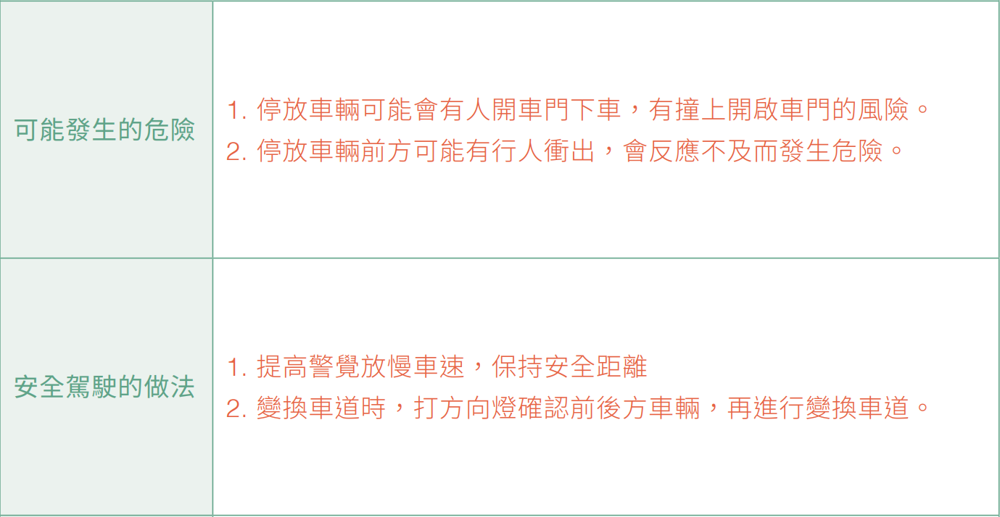 可能發生的危險
1. 停放車輛可能會有人開車門下車，有撞上開啟車門的風險。
2. 停放車輛前方可能有行人衝出，會反應不及而發生危險。
安全駕駛的做法
1. 提高警覺放慢車速，保持安全距離
2. 變換車道時，打方向燈確認前後方車輛，再進行變換車道。